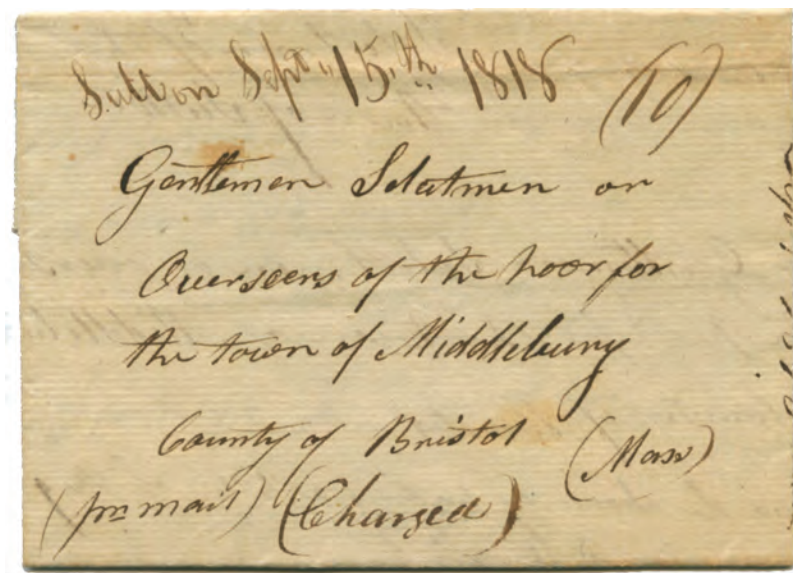 Sutton Sept 15th 1818 (10)
Gentlemen Selectmen or
Overseers of the poor for
the town of Middlebury
County of Bristol (Mass)
(pr mail) (Charged)